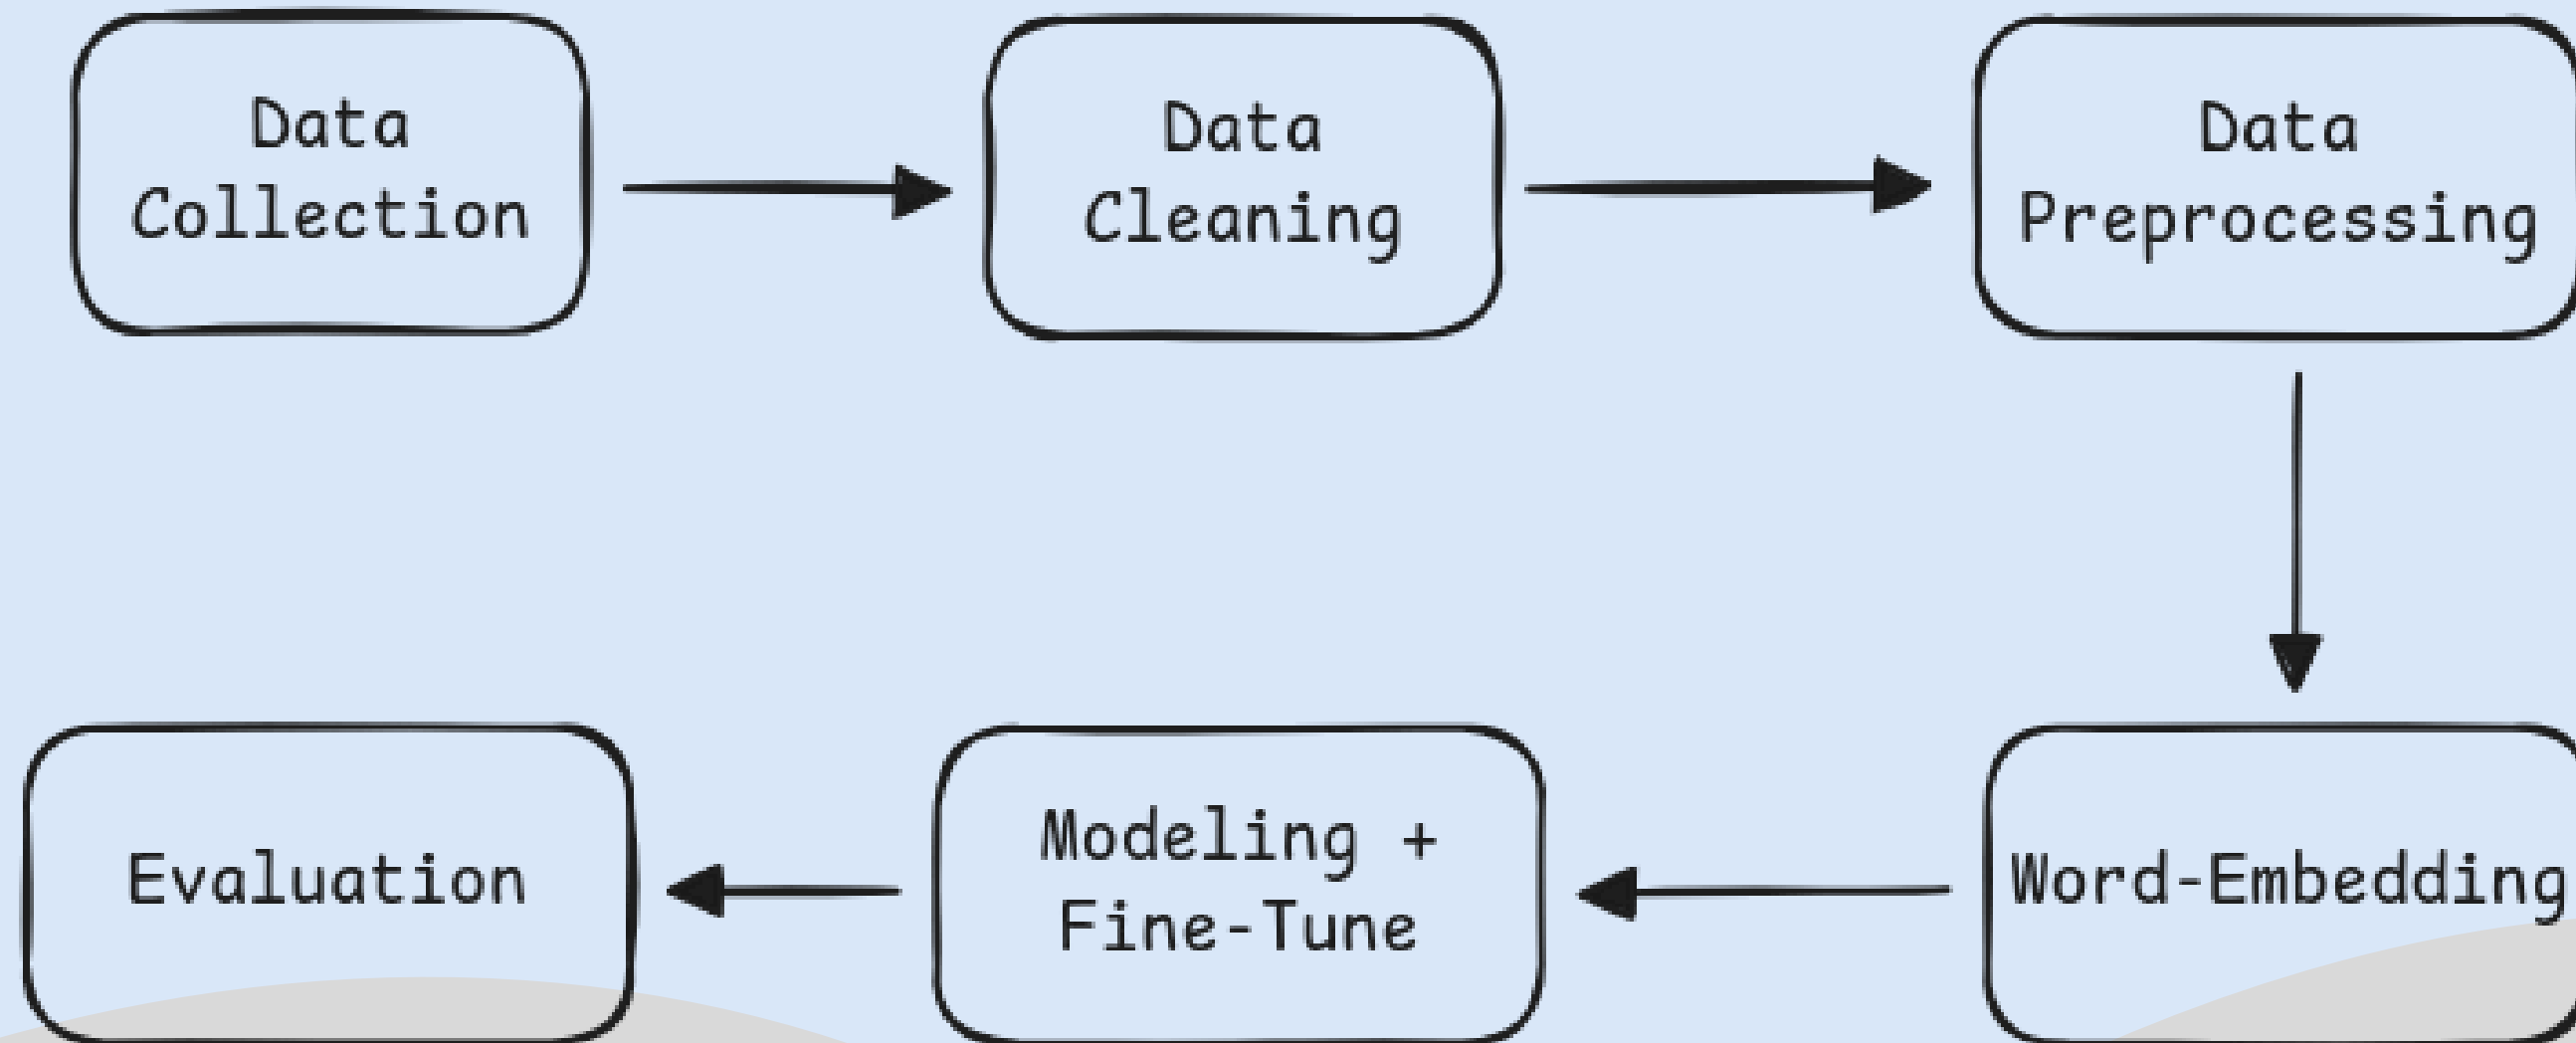 Data
Collection
Data
Cleaning
Data
Preprocessing
Evaluation
Modeling +
Fine-Tune
Word-Embedding